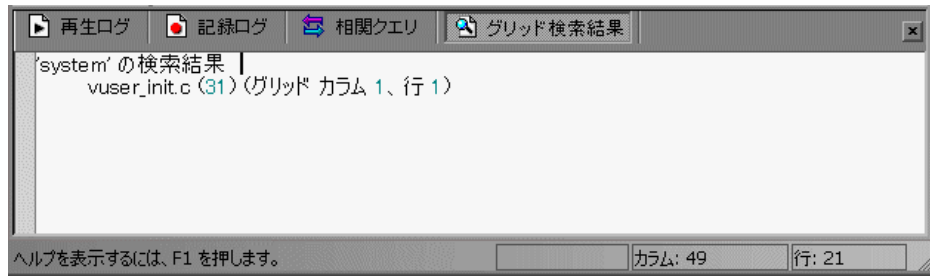 再生ログ 記録ログ 相関クエリ グリッド検索結果
'system' の検索結果
vuser_init.c (31) (グリッド カラム 1、行 1)
ヘルプを表示するには、F1 を押します。 カラム: 49 行: 21